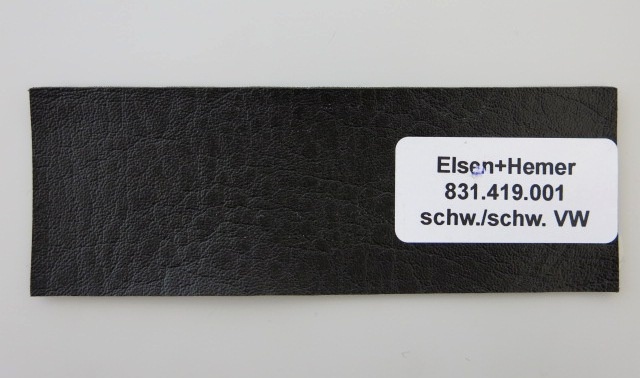 Elsen+Hemer
831.419.001
schw./schw. VW